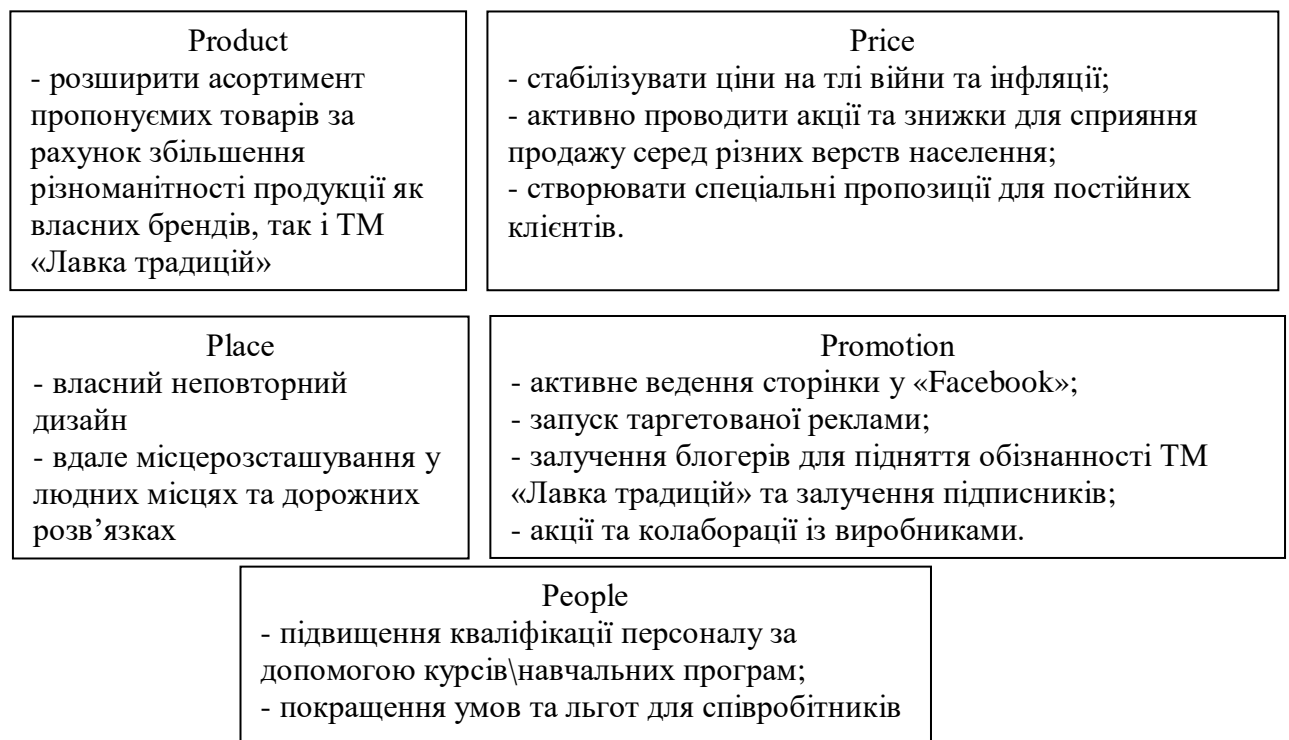 Product
- розширити асортимент
пропонуємих товарів за
рахунок збільшення
різноманітності продукції як
власних брендів, так і ТМ
«Лавка традицій»
Price
- стабілізувати ціни на тлі війни та інфляції;
- активно проводити акції та знижки для сприяння
продажу серед різних верств населення;
- створювати спеціальні пропозиції для постійних
клієнтів.
Place
- власний неповторний
дизайн
- вдале місцерозсташування у
людних місцях та дорожних
розв’язках
Promotion
- активне ведення сторінки у «Facebook»;
- запуск таргетованої реклами;
- залучення блогерів для підняття обізнанності ТМ
«Лавка традицій» та залучення підписників;
- акції та колаборації із виробниками.
People
- підвищення кваліфікації персоналу за
допомогою курсів\навчальних програм;
- покращення умов та льгот для співробітників